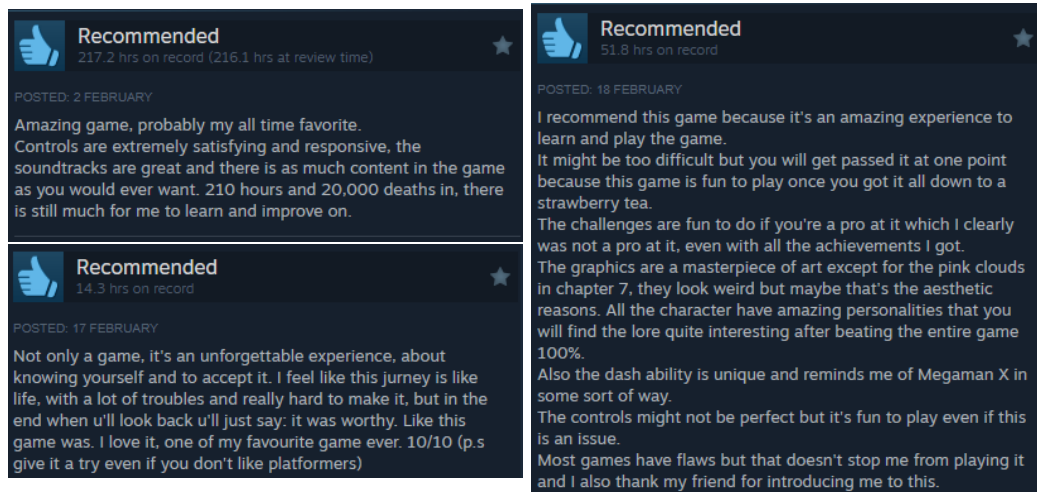 Recommended
217.2 hrs on record (216.1 hrs at review time)
POSTED: 2 FEBRUARY
Amazing game, probably my all time favorite.
Controls are extremely satisfying and responsive, the
soundtracks are great and there is as much content in the game
as you would ever want. 210 hours and 20,000 deaths in, there
is still much for me to learn and improve on.
Recommended
14.3 hrs on record
POSTED: 17 FEBRUARY
Not only a game, it's an unforgettable experience, about
knowing yourself and to accept it. I feel like this jurney is like
life, with a lot of troubles and really hard to make it, but in the
end when u'll look back u'll just say: it was worthy. Like this
game was. I love it, one of my favourite game ever. 10/10 (p.s
give it a try even if you don't like platformers)
Recommended
51.8 hrs on record
POSTED: 18 FEBRUARY
I recommend this game because it's an amazing experience to
learn and play the game.
It might be too difficult but you will get passed it at one point
because this game is fun to play once you got it all down to a
strawberry tea.
The challenges are fun to do if you're a pro at it which I clearly
was not a pro at it, even with all the achievements I got.
The graphics are a masterpiece of art except for the pink clouds
in chapter 7, they look weird but maybe that's the aesthetic
reasons. All the character have amazing personalities that you
will find the lore quite interesting after beating the entire game
100%.
Also the dash ability is unique and reminds me of Megaman X in
some sort of way.
The controls might not be perfect but it's fun to play even if this
is an issue.
Most games have flaws but that doesn't stop me from playing it
and I also thank my friend for introducing me to this.